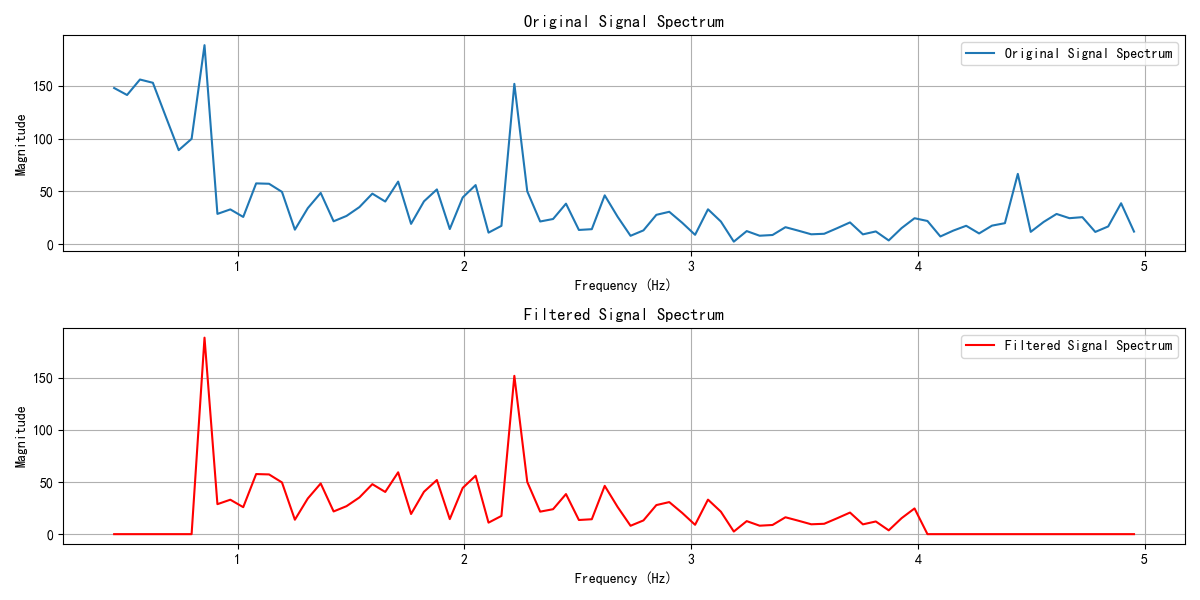 Original Signal Spectrum
Original Signal Spectrum
Magnitude
150
100
50
0
1 2 3 4 5
Frequency (Hz)
Filtered Signal Spectrum
Filtered Signal Spectrum
Magnitude
150
100
50
0
1 2 3 4 5
Frequency (Hz)